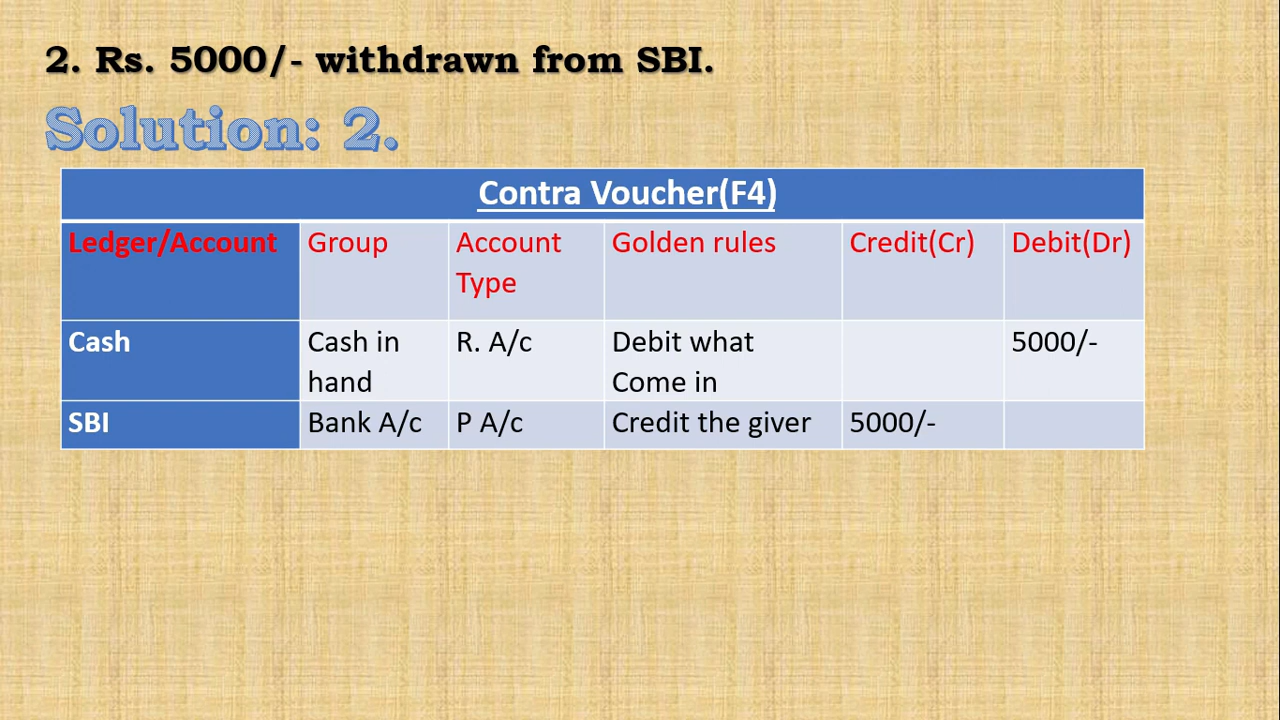 2. Rs. 5000/- withdrawn from SBI.
Solution: 2.
Contra Voucher(F4)
Ledger/Account Group Account Type Golden rules Credit(Cr) Debit(Dr)
Cash Cash in hand R. A/c Debit what Come in 5000/-
SBI Bank A/c P A/c Credit the giver 5000/-